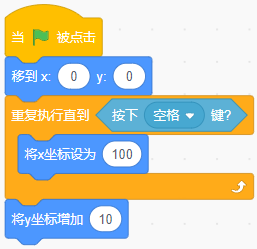 当 被点击
移到 x: 0 y: 0
重复执行直到 按下 空格 键?
将x坐标设为 100
将y坐标增加 10